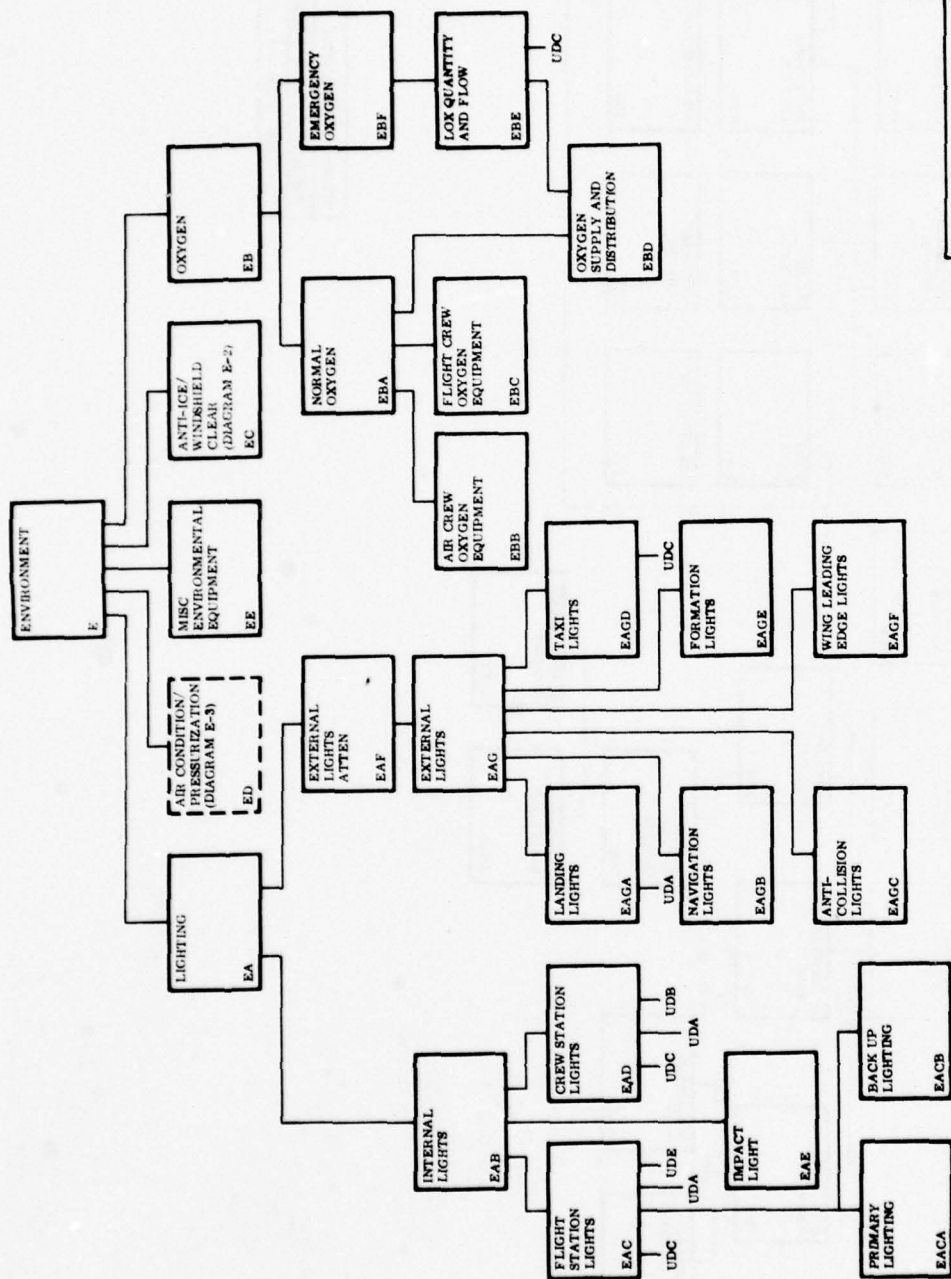 ENVIRONMENT
E
LIGHTING
EA
AIR CONDITION/
PRESSURIZATION
(DIAGRAM E-3)
ED
MISC
ENVIRONMENTAL
EQUIPMENT
EE
ANTI-ICE/
WINDSHIELD
CLEAR
(DIAGRAM E-2)
EC
OXYGEN
EB
EXTERNAL
LIGHTS
ATTEN
EAF
NORMAL
OXYGEN
EBA
EMERGENCY
OXYGEN
EBF
INTERNAL
LIGHTS
EAB
EXTERNAL
LIGHTS
EAG
AIR CREW
OXYGEN
EQUIPMENT
EBB
FLIGHT CREW
OXYGEN
EQUIPMENT
EBC
LOX QUANTITY
AND FLOW
EBE
UDC
FLIGHT
STATION
LIGHTS
EAC
UDC
UDA
UDE
CREW STATION
LIGHTS
EAD
UDC
UDA
UDB
LANDING
LIGHTS
EAGA
UDA
TAXI
LIGHTS
EAGD
UDC
OXYGEN
SUPPLY AND
DISTRIBUTION
EBD
IMPACT
LIGHT
EAE
NAVIGATION
LIGHTS
EAGB
FORMATION
LIGHTS
EAGE
PRIMARY
LIGHTING
EACA
BACK UP
LIGHTING
EACB
ANTI-
COLLISION
LIGHTS
EAGC
WING LEADING
EDGE LIGHTS
EAGF